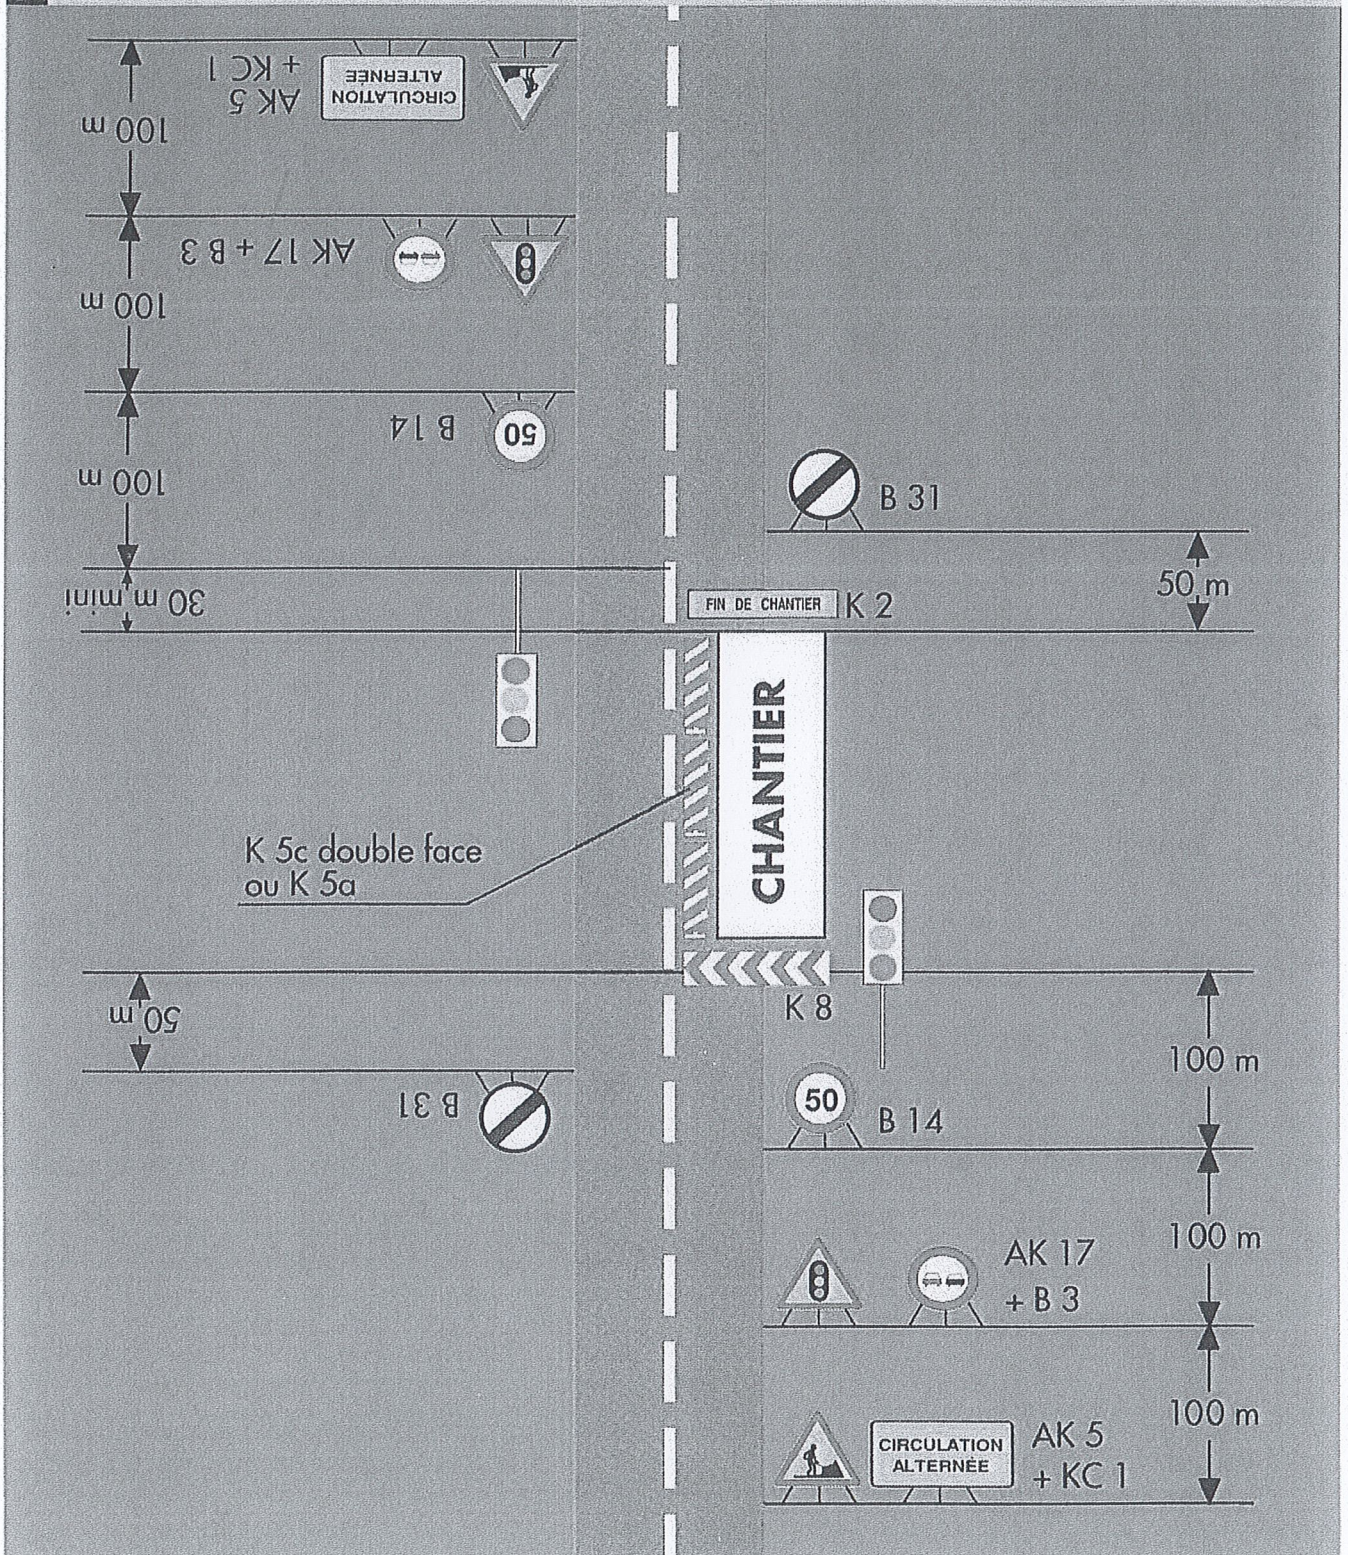 CIRCULATION
ALTERNÉE
AK 5
+ KC 1
100 m
AK 17 + B 3
100 m
B 14
50
100 m
30 m mini
B 31
50 m
FIN DE CHANTIER
K 2
CHANTIER
K 5c double face
ou K 5a
K 8
50 m
B 31
100 m
50
B 14
100 m
AK 17
+ B 3
100 m
CIRCULATION
ALTERNÉE
AK 5
+ KC 1